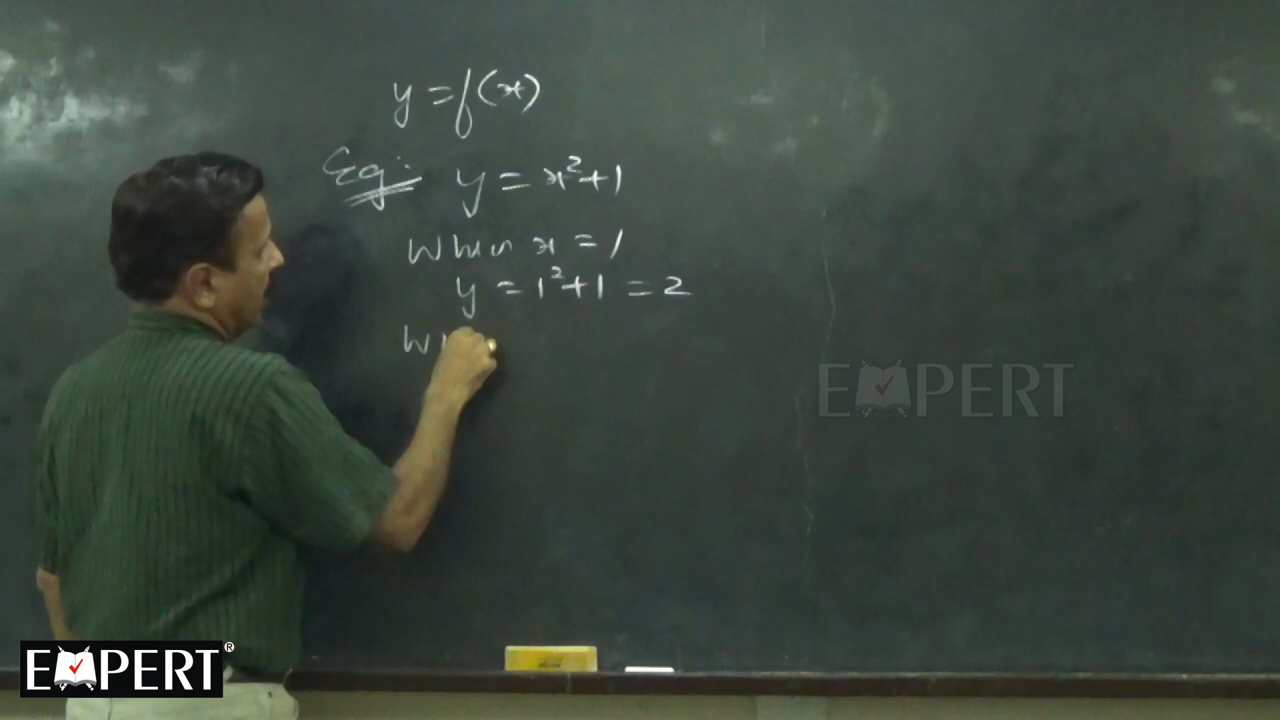 y = f(x)
Eg: y = x²+1
When x = 1
y = 1²+1 = 2
W
EXPERT
EXPERT®